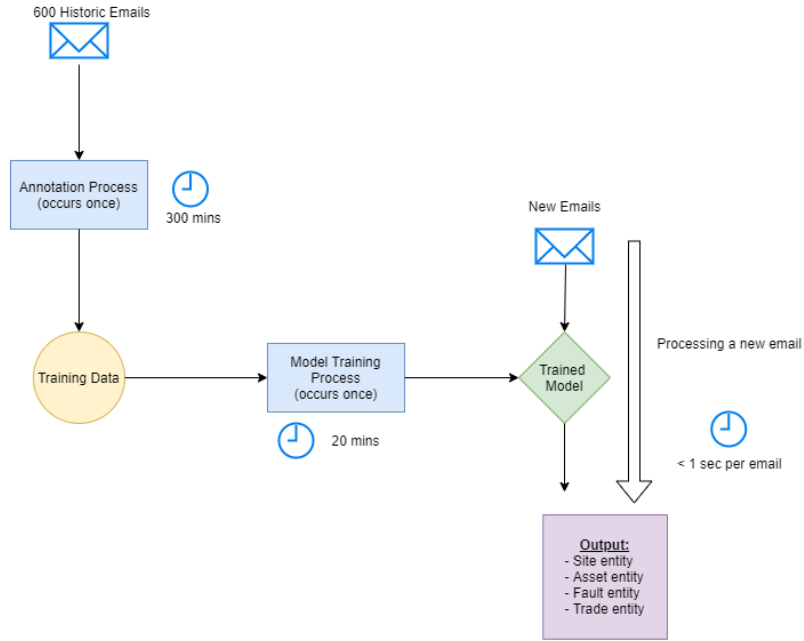 600 Historic Emails
Annotation Process
(occurs once)
300 mins
New Emails
Training Data
Model Training
Process
(occurs once)
20 mins
Trained
Model
Processing a new email
< 1 sec per email
Output:
- Site entity
- Asset entity
- Fault entity
- Trade entity